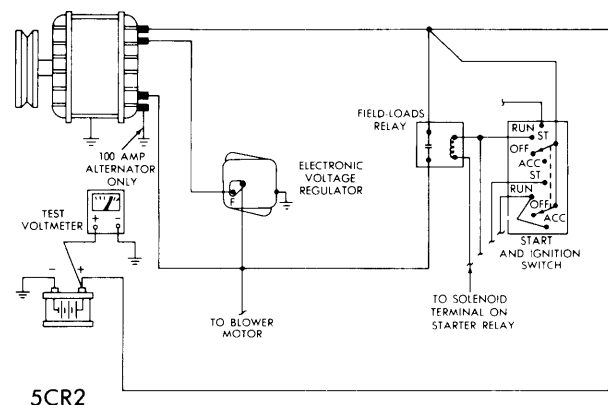 100 AMP
ALTERNATOR
ONLY
TEST
VOLTMETER
+ -
- +
F
ELECTRONIC
VOLTAGE
REGULATOR
TO BLOWER
MOTOR
FIELD-LOADS
RELAY
RUN
ST
OFF
ACC
ST
RUN
OFF
ACC
START
AND IGNITION
SWITCH
TO SOLENOID
TERMINAL ON
STARTER RELAY
5CR2